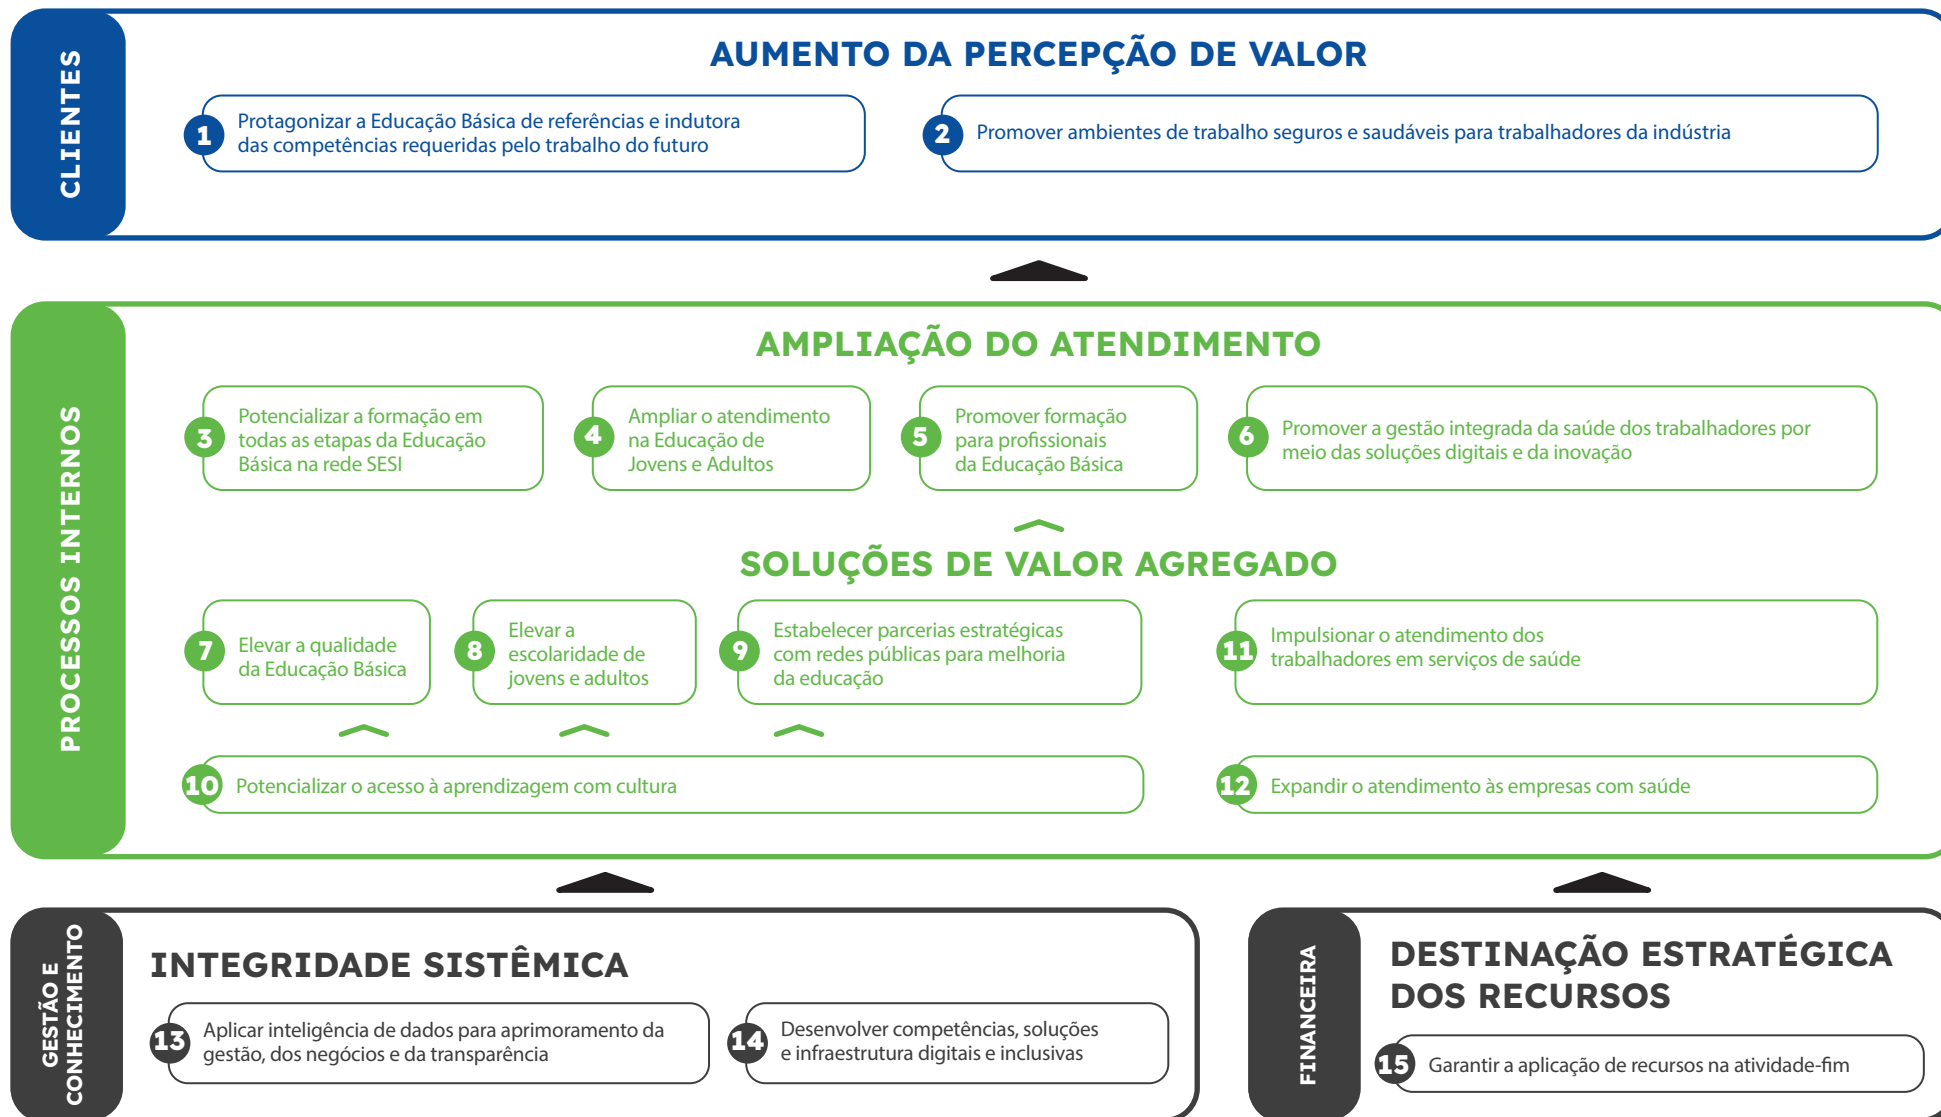 CLIENTES
AUMENTO DA PERCEPÇÃO DE VALOR
1
Protagonizar a Educação Básica de referências e indutora
das competências requeridas pelo trabalho do futuro
2
Promover ambientes de trabalho seguros e saudáveis para trabalhadores da indústria
PROCESSOS INTERNOS
AMPLIAÇÃO DO ATENDIMENTO
3
Potencializar a formação em
todas as etapas da Educação
Básica na rede SESI
4
Ampliar o atendimento
na Educação de
Jovens e Adultos
5
Promover formação
para profissionais
da Educação Básica
6
Promover a gestão integrada da saúde dos trabalhadores por
meio das soluções digitais e da inovação
SOLUÇÕES DE VALOR AGREGADO
7
Elevar a qualidade
da Educação Básica
8
Elevar a
escolaridade de
jovens e adultos
9
Estabelecer parcerias estratégicas
com redes públicas para melhoria
da educação
11
Impulsionar o atendimento dos
trabalhadores em serviços de saúde
10
Potencializar o acesso à aprendizagem com cultura
12
Expandir o atendimento às empresas com saúde
GESTÃO E
CONHECIMENTO
INTEGRIDADE SISTÊMICA
13
Aplicar inteligência de dados para aprimoramento da
gestão, dos negócios e da transparência
14
Desenvolver competências, soluções
e infraestrutura digitais e inclusivas
FINANCEIRA
DESTINAÇÃO ESTRATÉGICA
DOS RECURSOS
15
Garantir a aplicação de recursos na atividade-fim